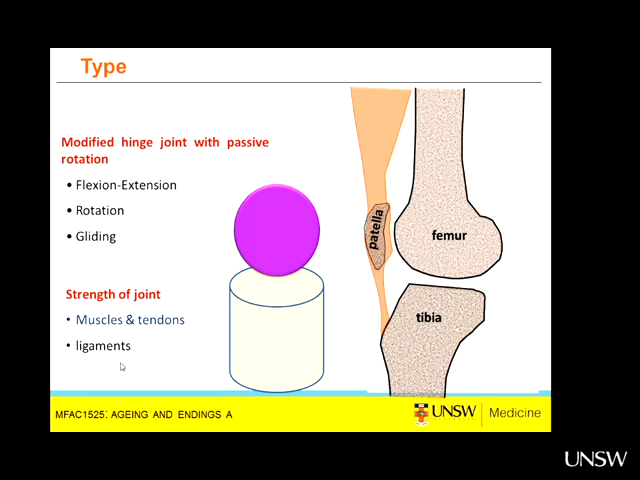 Type
Modified hinge joint with passive
rotation
• Flexion-Extension
• Rotation
• Gliding
Strength of joint
• Muscles & tendons
• ligaments
patella
femur
tibia
MFAC1525: AGEING AND ENDINGS A
UNSW Medicine
UNSW